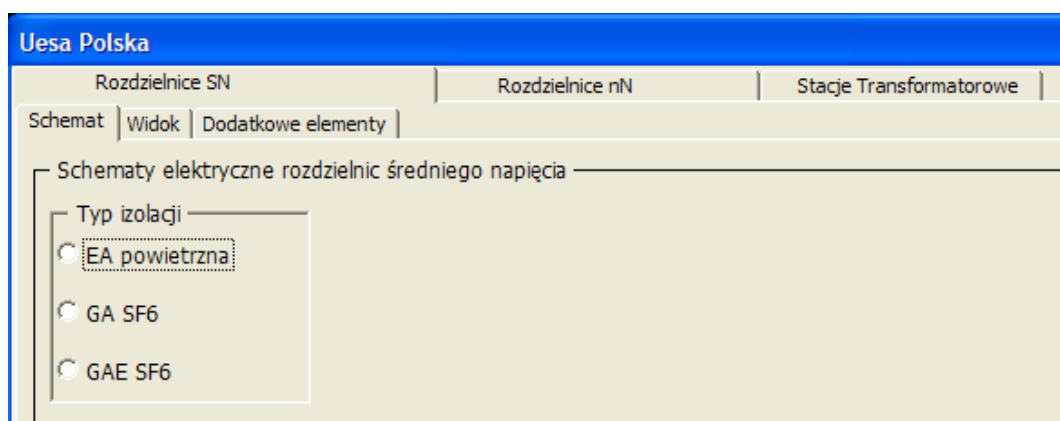 Uesa Polska
Rozdzielnice SN Rozdzielnice nN Stacje Transformatorowe
Schemat Widok Dodatkowe elementy
Schematy elektryczne rozdzielnic średniego napięcia
Typ izolacji
EA powietrzna
GA SF6
GAE SF6